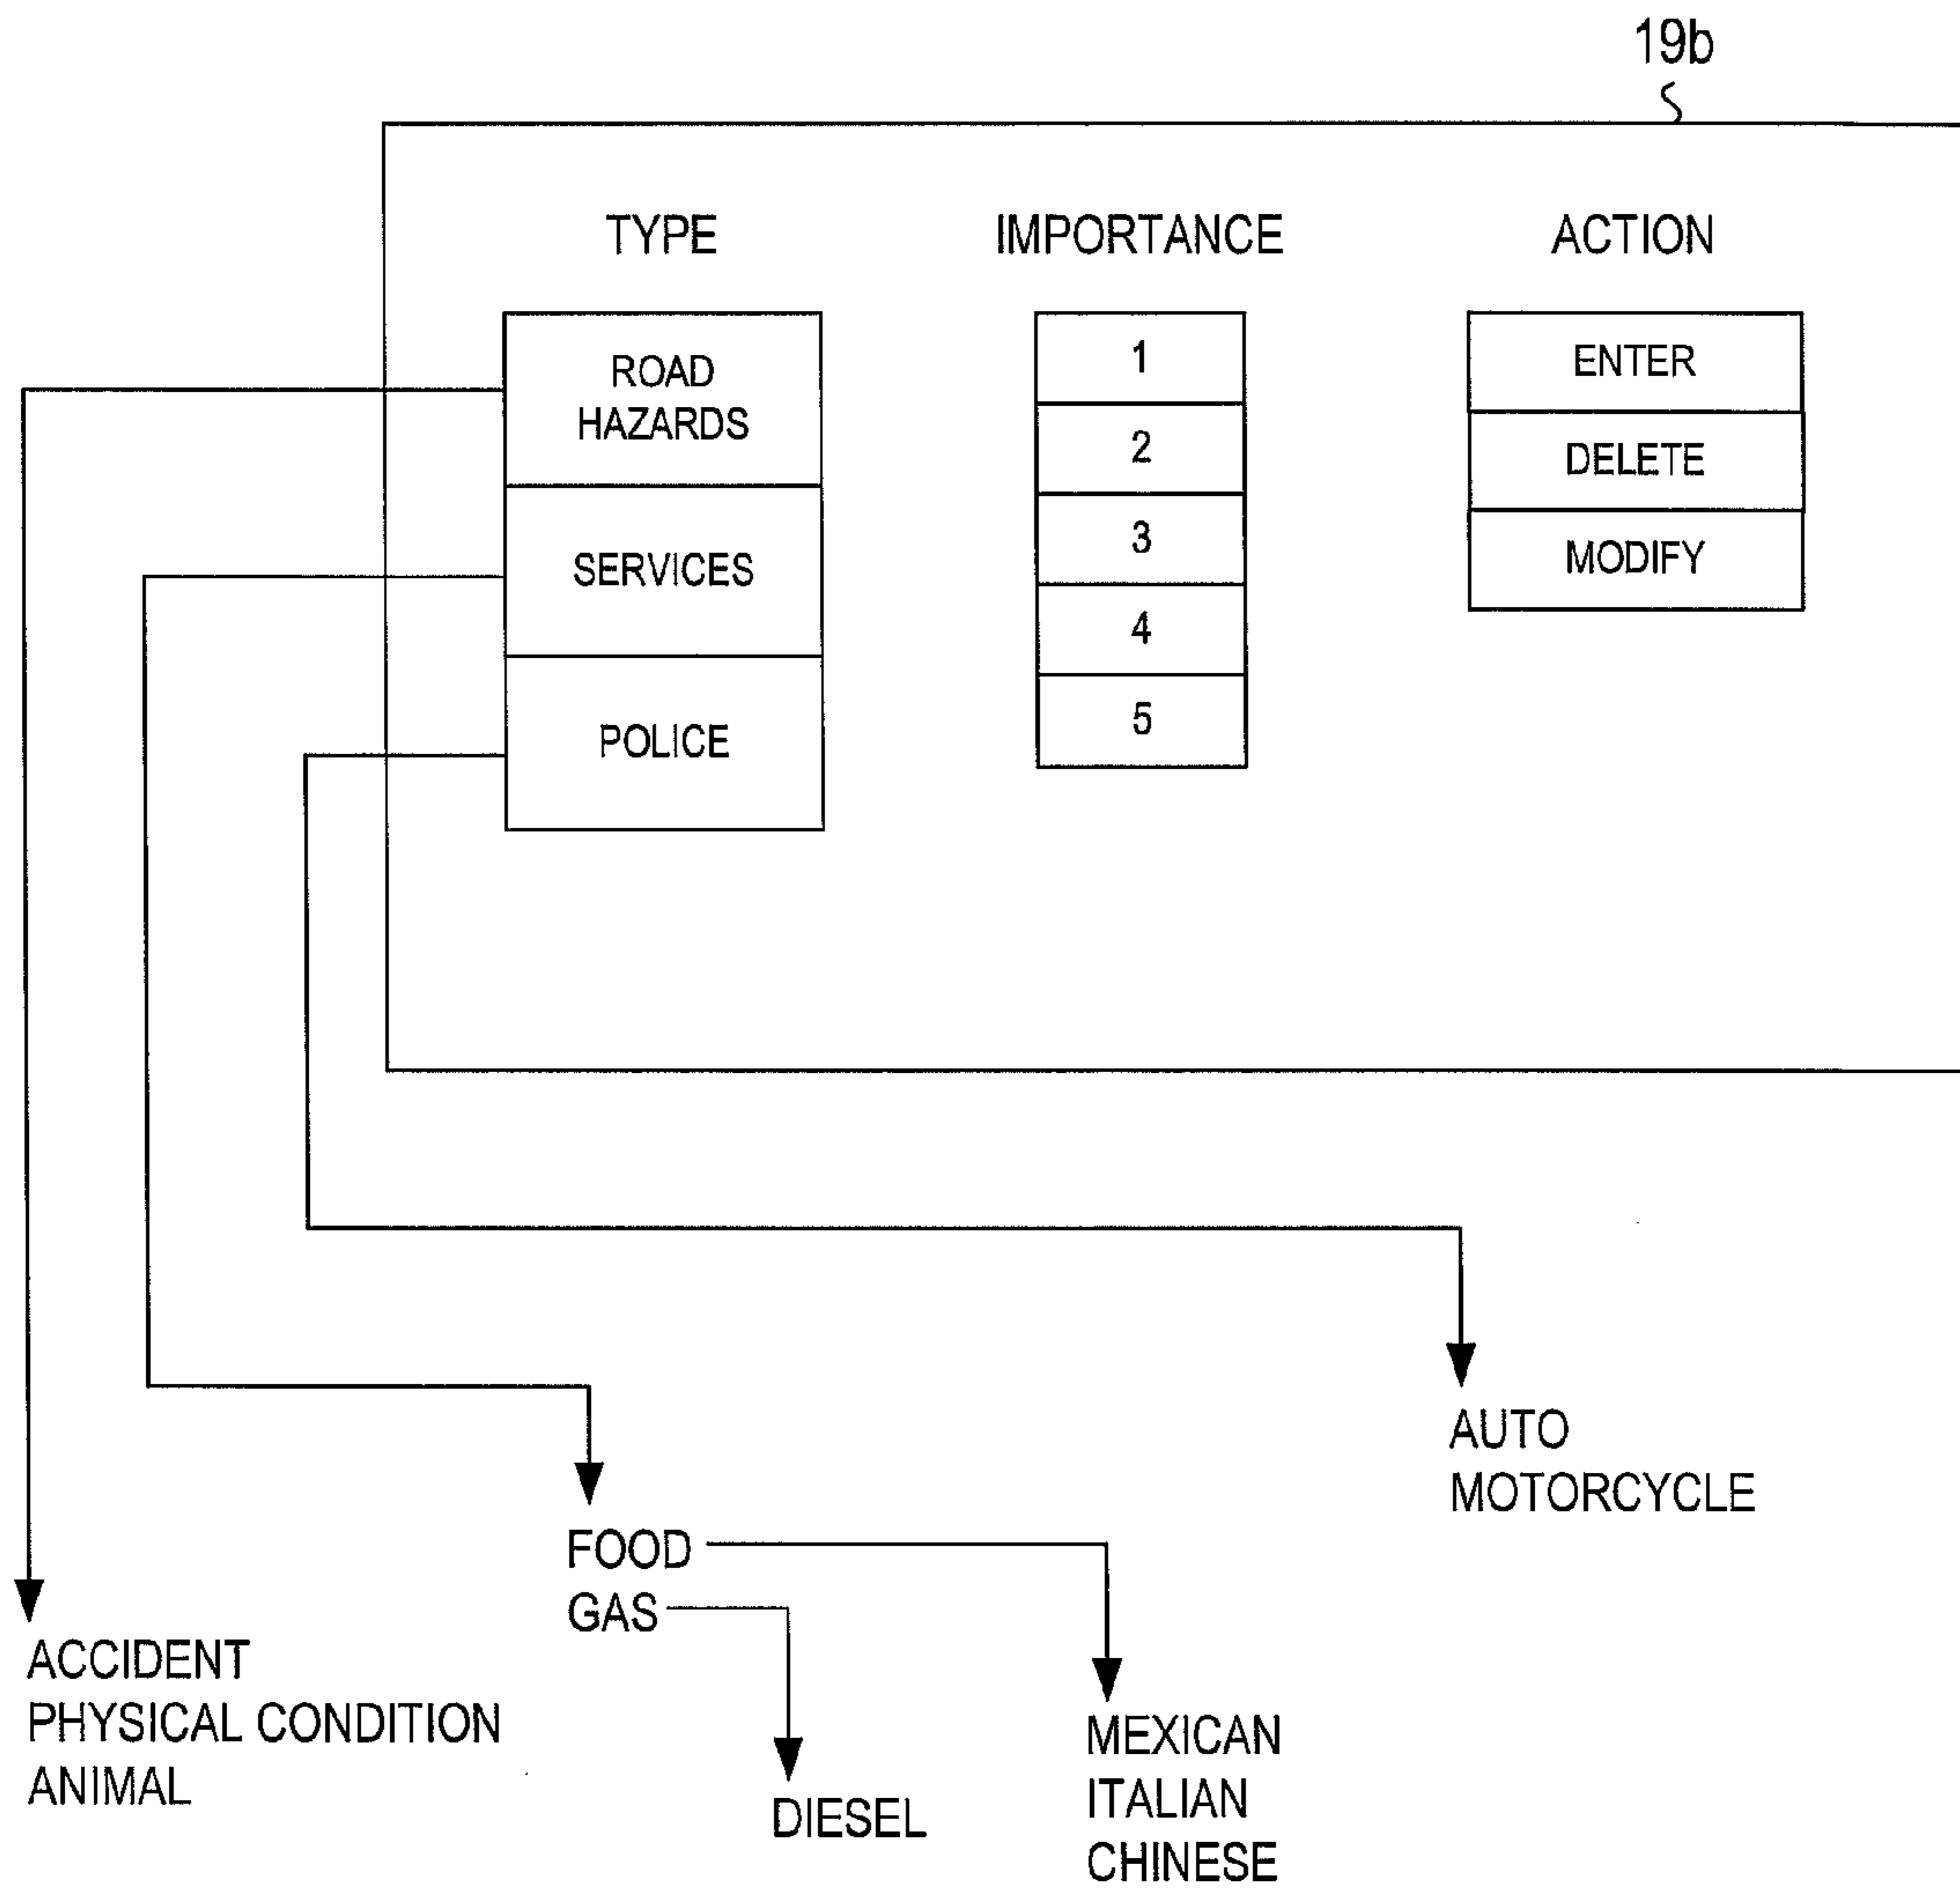 19b
TYPE
IMPORTANCE
ACTION
ROAD
HAZARDS
SERVICES
POLICE
1
2
3
4
5
ENTER
DELETE
MODIFY
AUTO
MOTORCYCLE
FOOD
GAS
ACCIDENT
PHYSICAL CONDITION
ANIMAL
DIESEL
MEXICAN
ITALIAN
CHINESE